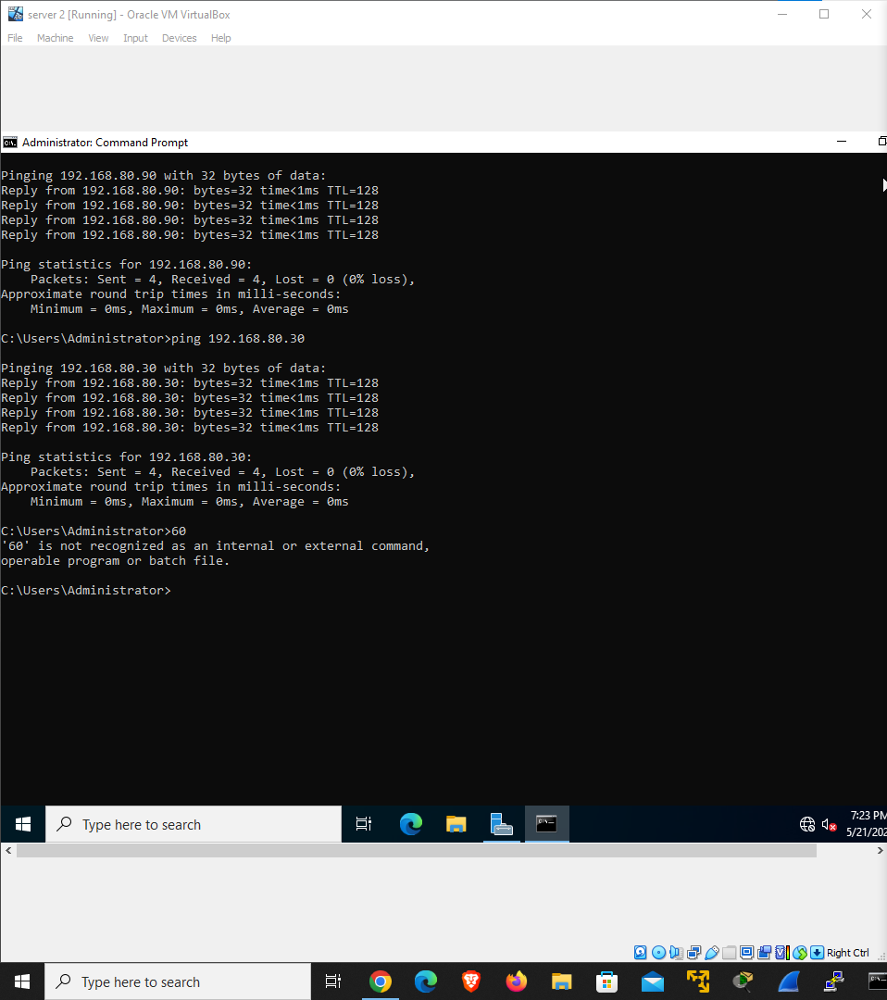 server 2 [Running] - Oracle VM VirtualBox
File Machine View Input Devices Help
Administrator: Command Prompt
Pinging 192.168.80.90 with 32 bytes of data:
Reply from 192.168.80.90: bytes=32 time<1ms TTL=128
Reply from 192.168.80.90: bytes=32 time<1ms TTL=128
Reply from 192.168.80.90: bytes=32 time<1ms TTL=128
Reply from 192.168.80.90: bytes=32 time<1ms TTL=128
Ping statistics for 192.168.80.90:
    Packets: Sent = 4, Received = 4, Lost = 0 (0% loss),
Approximate round trip times in milli-seconds:
    Minimum = 0ms, Maximum = 0ms, Average = 0ms
C:\Users\Administrator>ping 192.168.80.30
Pinging 192.168.80.30 with 32 bytes of data:
Reply from 192.168.80.30: bytes=32 time<1ms TTL=128
Reply from 192.168.80.30: bytes=32 time<1ms TTL=128
Reply from 192.168.80.30: bytes=32 time<1ms TTL=128
Reply from 192.168.80.30: bytes=32 time<1ms TTL=128
Ping statistics for 192.168.80.30:
    Packets: Sent = 4, Received = 4, Lost = 0 (0% loss),
Approximate round trip times in milli-seconds:
    Minimum = 0ms, Maximum = 0ms, Average = 0ms
C:\Users\Administrator>60
'60' is not recognized as an internal or external command,
operable program or batch file.
C:\Users\Administrator>
Type here to search
7:23 PM
5/21/202
Right Ctrl
Type here to search